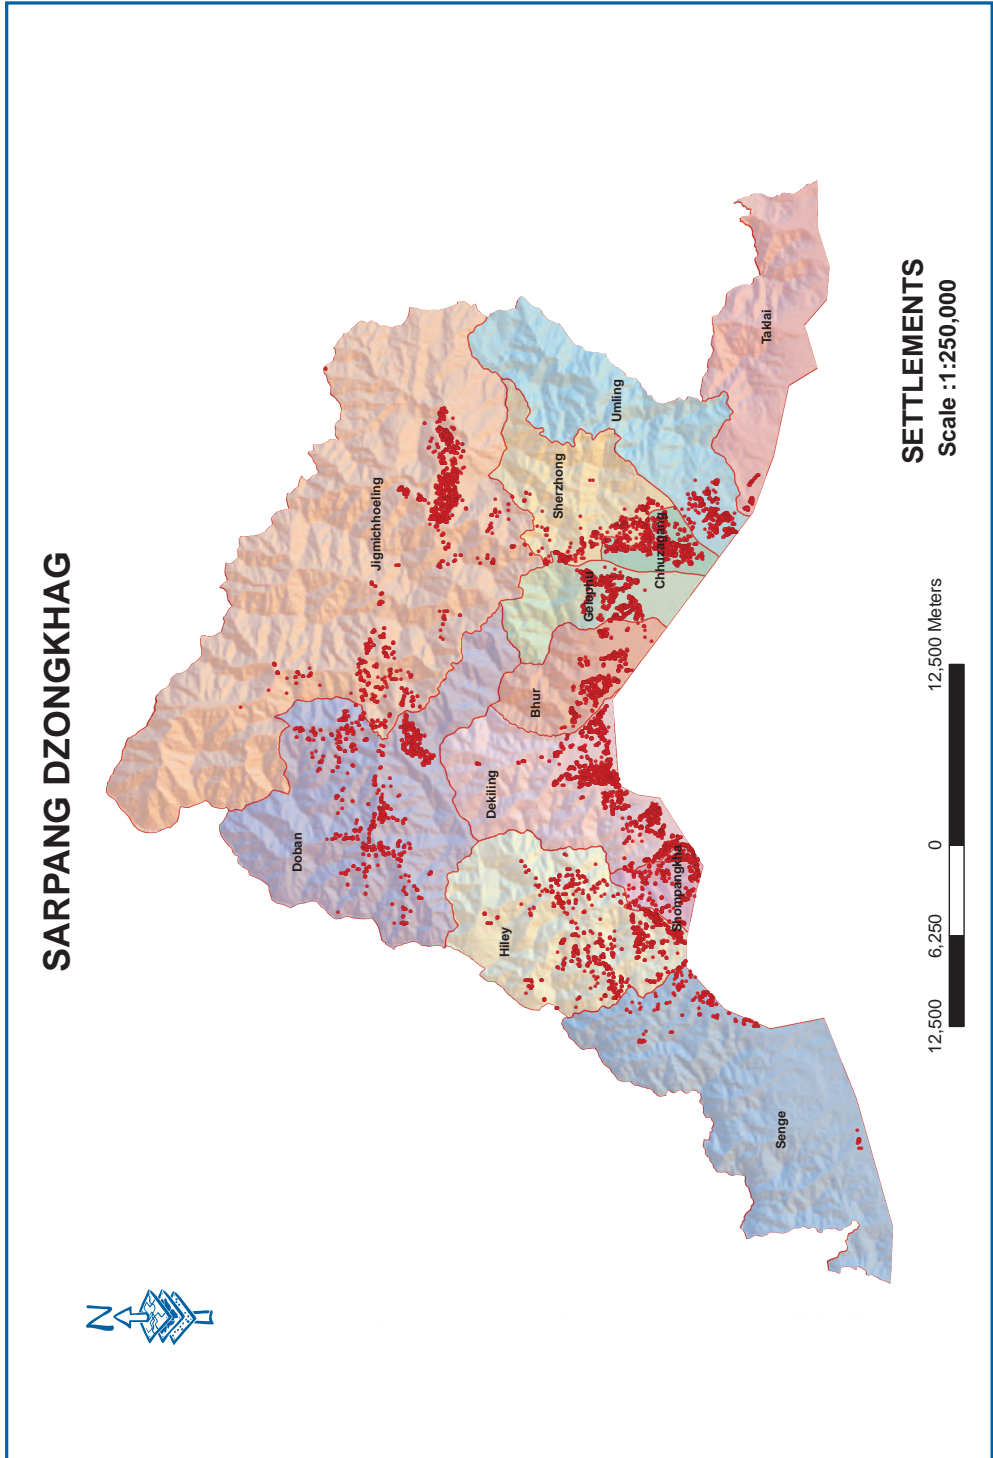 SARPANG DZONGKHAG
N
Jigmichhoeling
Doban
Sherzhong
Umling
Taklai
Gelephu
Chhuzagang
Bhur
Dekiling
Hiley
Shompangkha
Senge
SETTLEMENTS
Scale :1:250,000
12,500 6,250 0 12,500 Meters